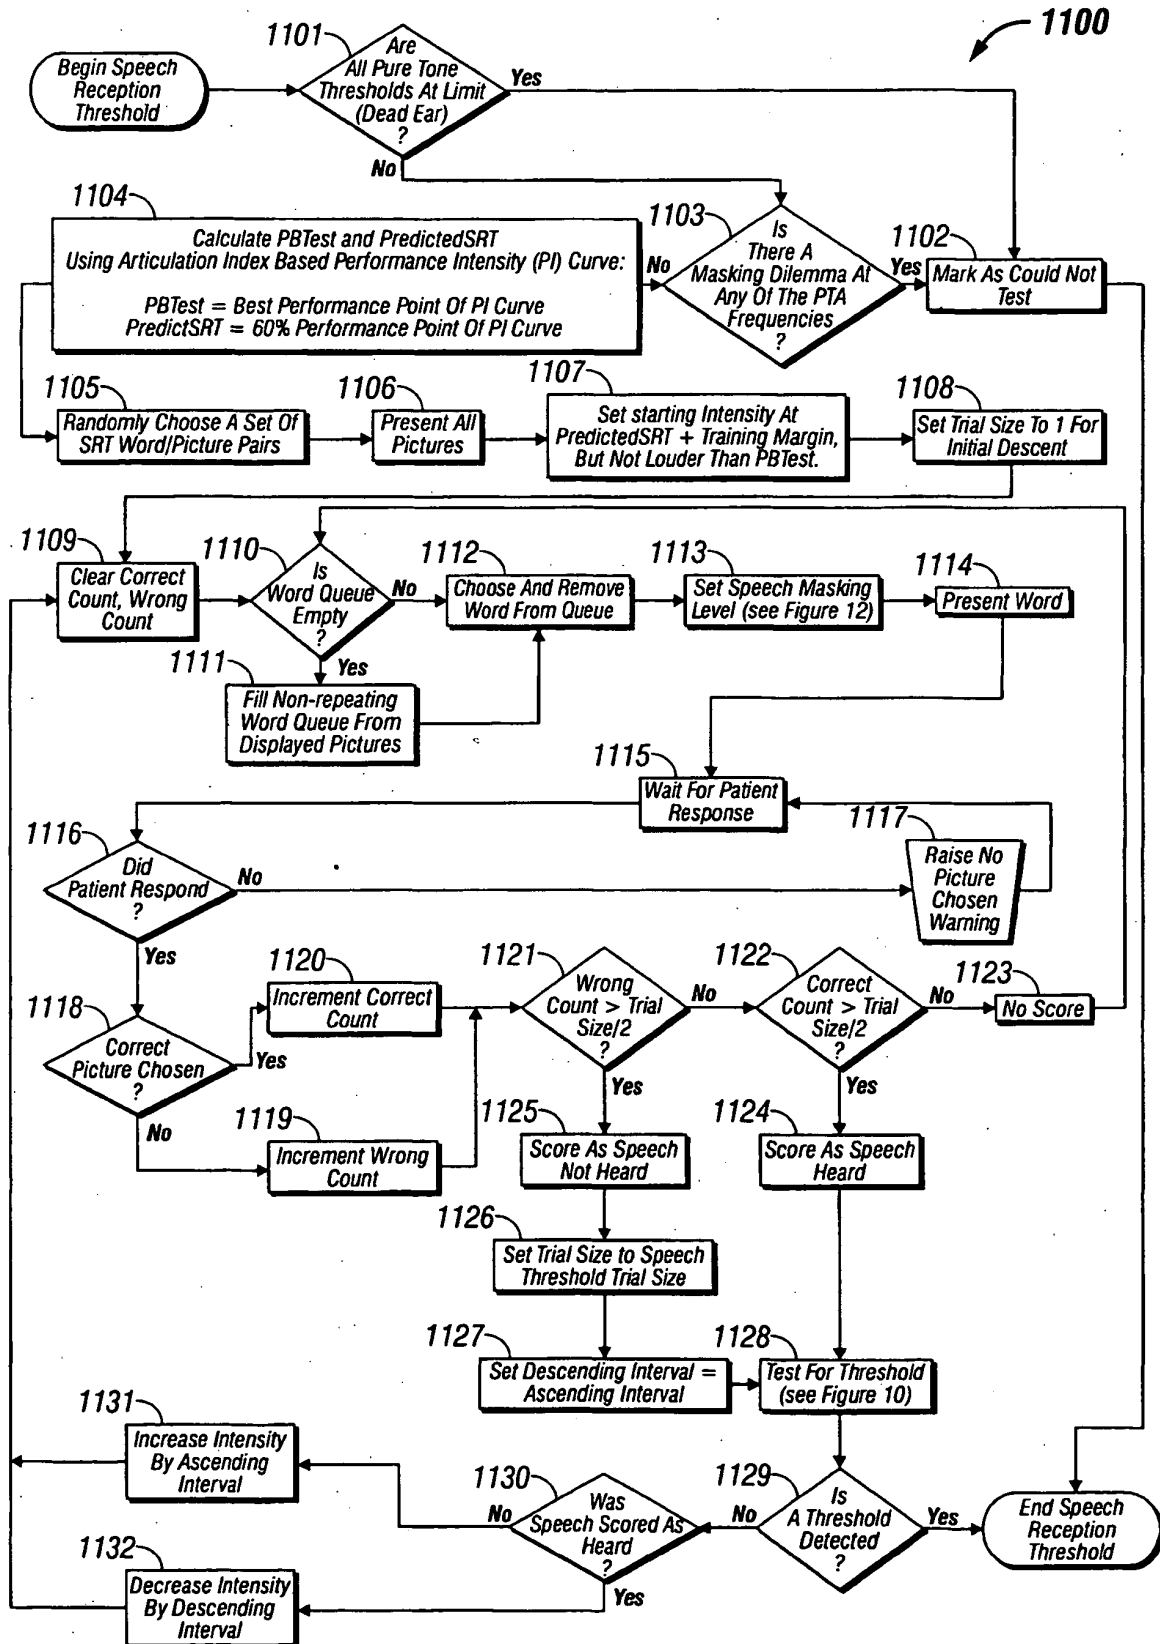 1100
Begin Speech
Reception
Threshold
1101
Are
All Pure Tone
Thresholds At Limit
(Dead Ear)
?
Yes
No
1104
Calculate PBTest and PredictedSRT
Using Articulation Index Based Performance Intensity (PI) Curve:
PBTest = Best Performance Point Of PI Curve
PredictSRT = 60% Performance Point Of PI Curve
No
1103
Is
There A
Masking Dilemma At
Any Of The PTA
Frequencies
?
Yes
1102
Mark As Could Not
Test
1105
Randomly Choose A Set Of
SRT Word/Picture Pairs
1106
Present All
Pictures
1107
Set starting Intensity At
PredictedSRT + Training Margin,
But Not Louder Than PBTest.
1108
Set Trial Size To 1 For
Initial Descent
1109
Clear Correct
Count, Wrong
Count
1110
Is
Word Queue
Empty
?
No
Yes
1111
Fill Non-repeating
Word Queue From
Displayed Pictures
1112
Choose And Remove
Word From Queue
1113
Set Speech Masking
Level (see Figure 12)
1114
Present Word
1115
Wait For Patient
Response
1116
Did
Patient Respond
?
No
Yes
1117
Raise No
Picture
Chosen
Warning
1118
Correct
Picture Chosen
?
Yes
No
1120
Increment Correct
Count
1119
Increment Wrong
Count
1121
Wrong
Count > Trial
Size/2
?
No
Yes
1122
Correct
Count > Trial
Size/2
?
No
Yes
1123
No Score
1125
Score As Speech
Not Heard
1124
Score As Speech
Heard
1126
Set Trial Size to Speech
Threshold Trial Size
1127
Set Descending Interval =
Ascending Interval
1128
Test For Threshold
(see Figure 10)
1131
Increase Intensity
By Ascending
Interval
1130
Was
Speech Scored As
Heard
?
No
Yes
1129
Is
A Threshold
Detected
?
No
Yes
End Speech
Reception
Threshold
1132
Decrease Intensity
By Descending
Interval